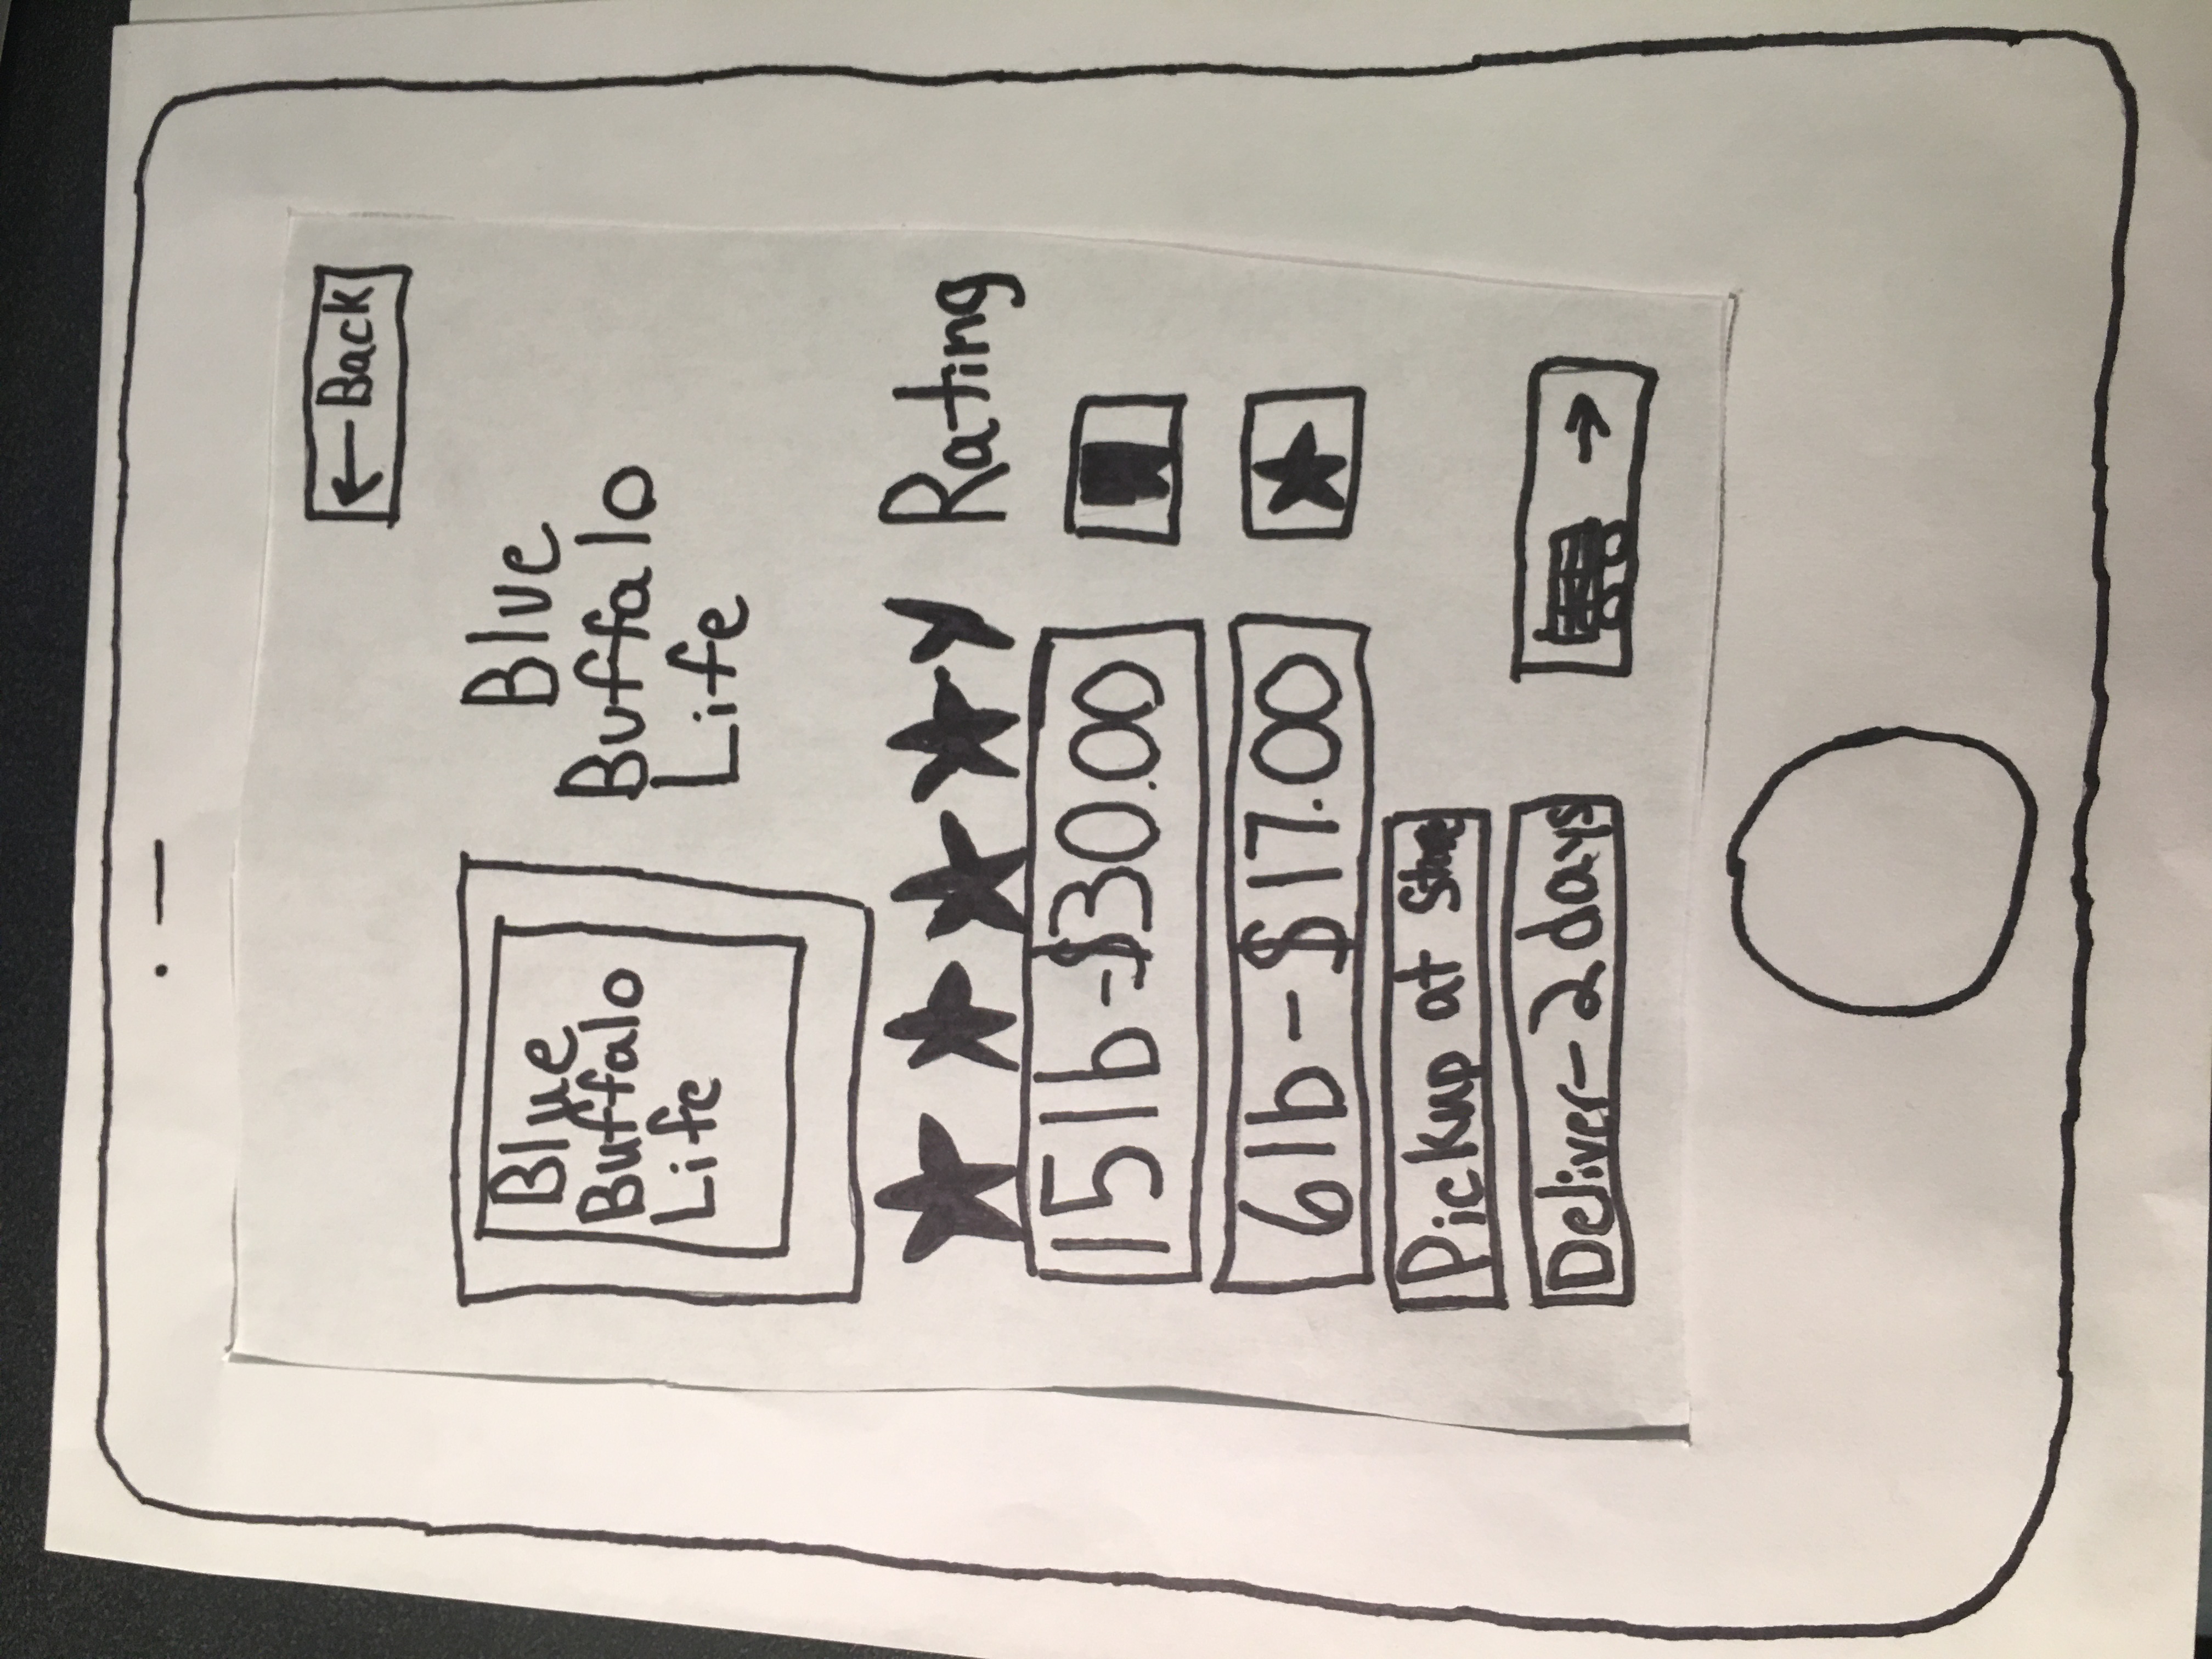 ← Back
Blue
Buffalo
Life
Blue
Buffalo
Life
Rating
15lb-$30.00
6lb-$17.00
Pickup at Store
Deliver-2 days